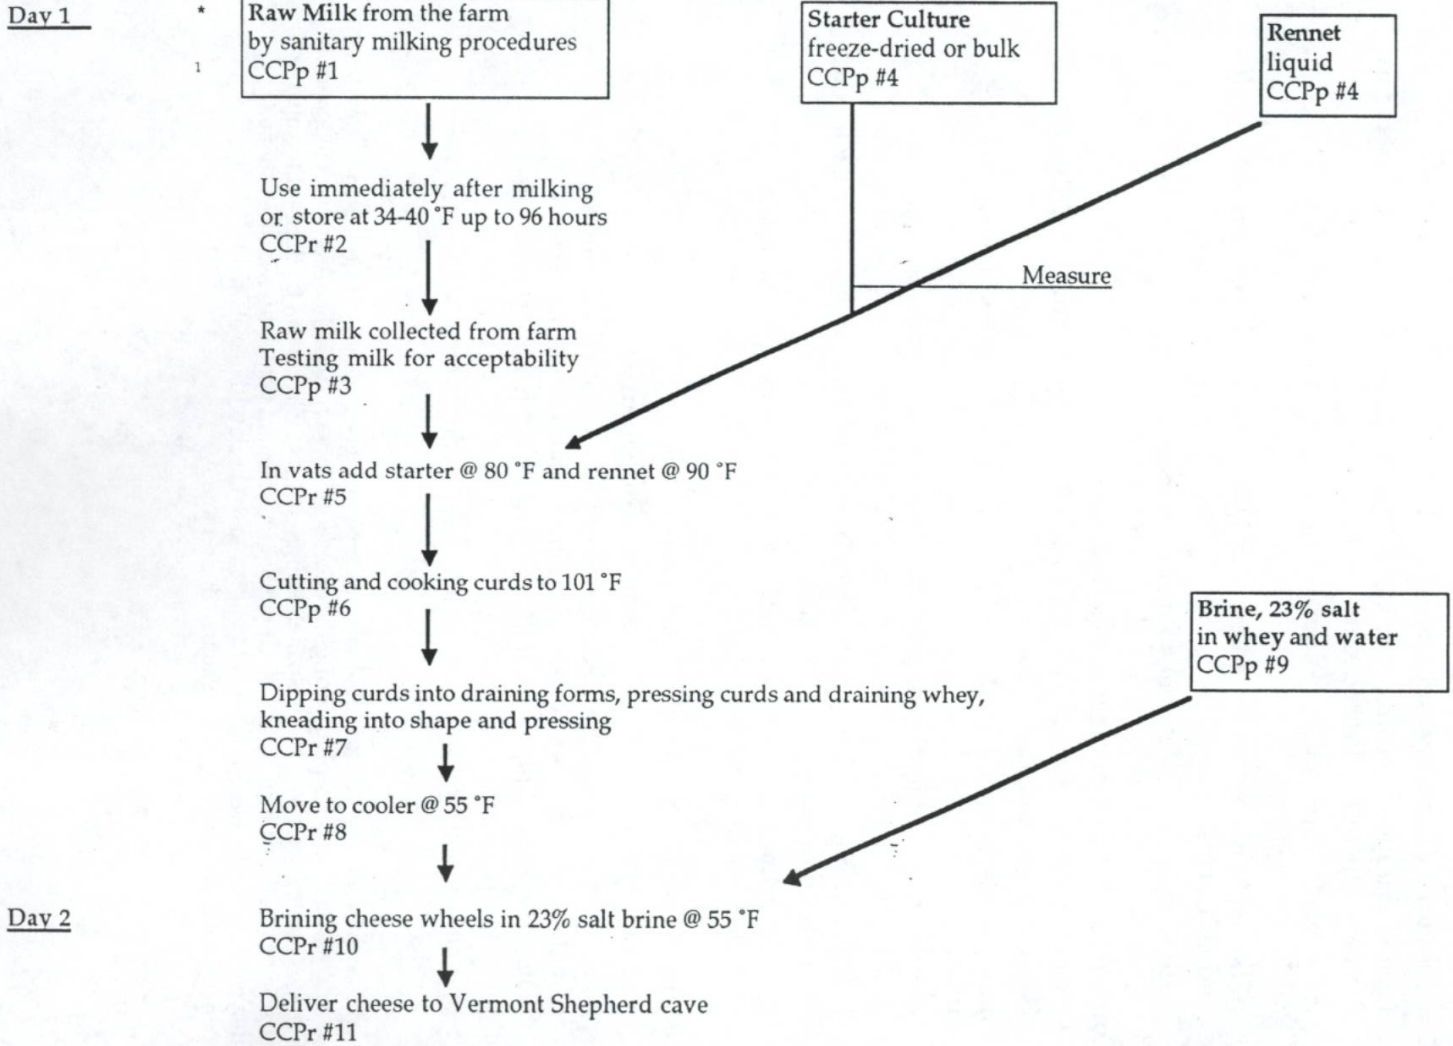 Day 1
*
1
Raw Milk from the farm
by sanitary milking procedures
CCPp #1
Starter Culture
freeze-dried or bulk
CCPp #4
Rennet
liquid
CCPp #4
Use immediately after milking
or store at 34-40 °F up to 96 hours
CCPr #2
Measure
Raw milk collected from farm
Testing milk for acceptability
CCPp #3
In vats add starter @ 80 °F and rennet @ 90 °F
CCPr #5
Cutting and cooking curds to 101 °F
CCPp #6
Brine, 23% salt
in whey and water
CCPp #9
Dipping curds into draining forms, pressing curds and draining whey,
kneading into shape and pressing
CCPr #7
Move to cooler @ 55 °F
CCPr #8
Day 2
Brining cheese wheels in 23% salt brine @ 55 °F
CCPr #10
Deliver cheese to Vermont Shepherd cave
CCPr #11